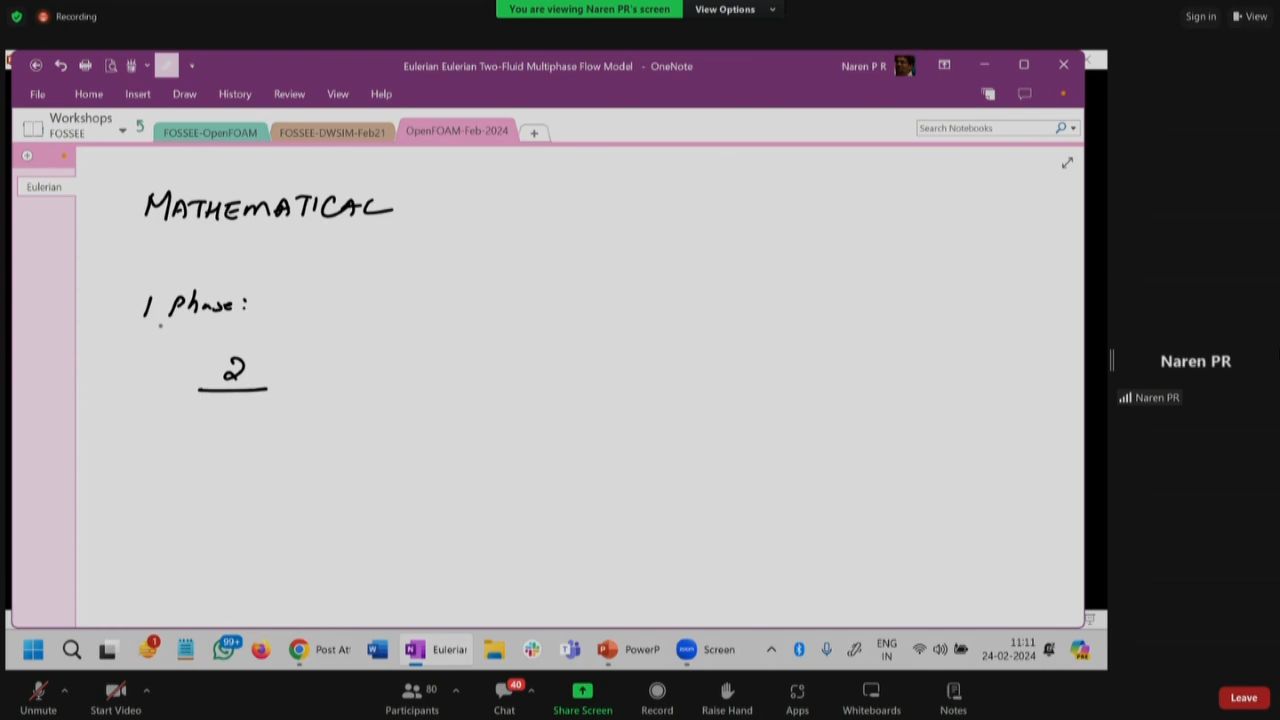 Recording
You are viewing Naren PR's screen
View Options
Sign in
View
Eulerian Eulerian Two-Fluid Multiphase Flow Model - OneNote
Naren P R
File
Home
Insert
Draw
History
Review
View
Help
Workshops
FOSSEE
FOSSEE-OpenFOAM
FOSSEE-DWSIM-Feb21
OpenFOAM-Feb-2024
Search Notebooks
Eulerian
MATHEMATICAL
1 phase:
2
Naren PR
Naren PR
1
99+
Post At
Eulerian
PowerP
zoom
Screen
ENG
IN
11:11
24-02-2024
PRE
Unmute
Start Video
80
Participants
40
Chat
Share Screen
Record
Raise Hand
Apps
Whiteboards
Notes
Leave